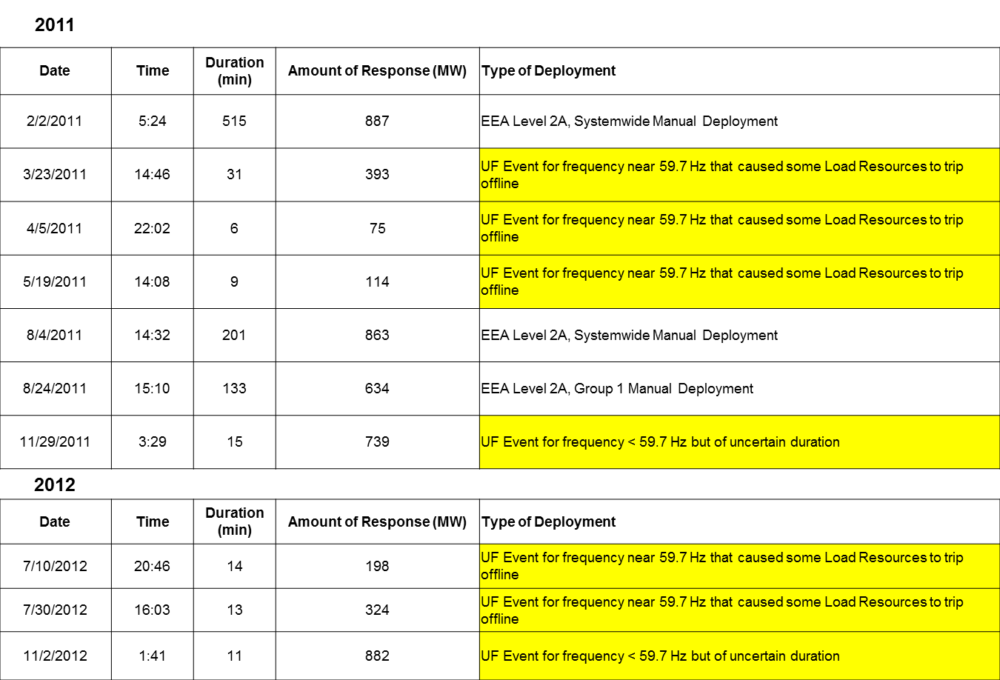 2011
Date Time Duration (min) Amount of Response (MW) Type of Deployment
2/2/2011 5:24 515 887 EEA Level 2A, Systemwide Manual Deployment
3/23/2011 14:46 31 393 UF Event for frequency near 59.7 Hz that caused some Load Resources to trip
offline
4/5/2011 22:02 6 75 UF Event for frequency near 59.7 Hz that caused some Load Resources to trip
offline
5/19/2011 14:08 9 114 UF Event for frequency near 59.7 Hz that caused some Load Resources to trip
offline
8/4/2011 14:32 201 863 EEA Level 2A, Systemwide Manual Deployment
8/24/2011 15:10 133 634 EEA Level 2A, Group 1 Manual Deployment
11/29/2011 3:29 15 739 UF Event for frequency < 59.7 Hz but of uncertain duration
2012
Date Time Duration (min) Amount of Response (MW) Type of Deployment
7/10/2012 20:46 14 198 UF Event for frequency near 59.7 Hz that caused some Load Resources to trip
offline
7/30/2012 16:03 13 324 UF Event for frequency near 59.7 Hz that caused some Load Resources to trip
offline
11/2/2012 1:41 11 882 UF Event for frequency < 59.7 Hz but of uncertain duration